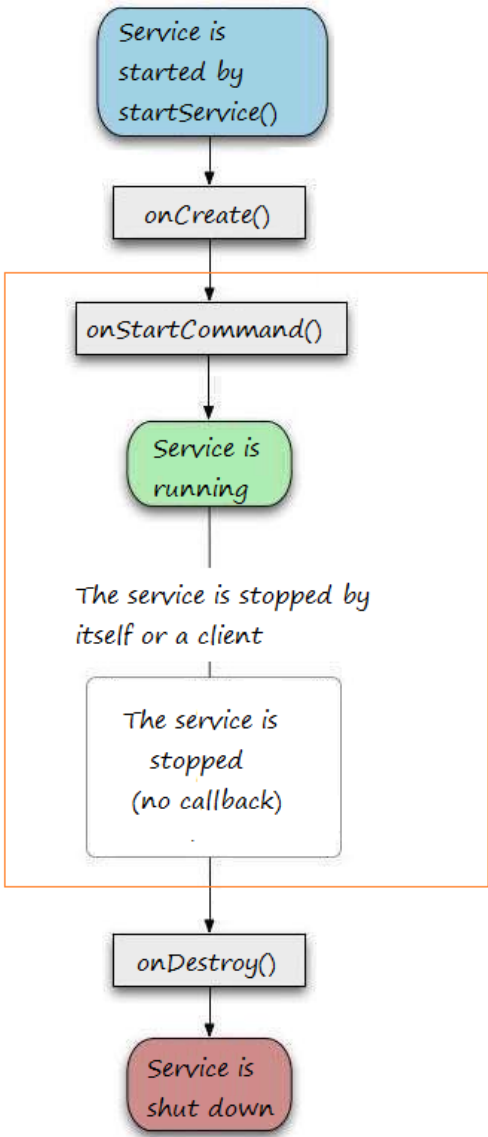 Service is
started by
startService()
onCreate()
onStartCommand()
Service is
running
The service is stopped by
itself or a client
The service is
stopped
(no callback)
.
onDestroy()
Service is
shut down